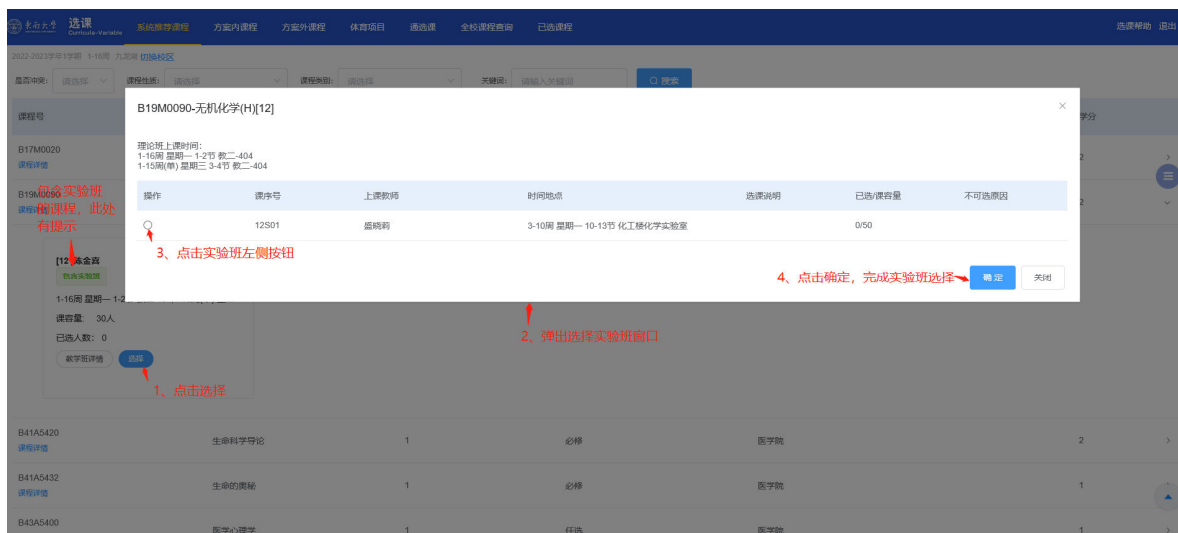 东南大学 选课 Curricula-Variable 系统推荐课程 方案内课程 方案外课程 体育项目 通选课 全校课程查询 已选课程 选课帮助 退出
2022-2023学年1学期 1-16周 九龙湖 切换校区
是否冲突: 请选择 课程性质: 请选择 课程类别: 请选择 关键词: 请输入关键词 搜索
课程号 学分
B19M0090-无机化学(H)[12]
理论班上课时间:
1-16周 星期一 1-2节 教二-404
1-15周(单) 星期三 3-4节 教二-404
操作 课序号 上课教师 时间地点 选课说明 已选/课容量 不可选原因
12S01 盛晓莉 3-10周 星期一 10-13节 化工楼化学实验室 0/50
3、点击实验班左侧按钮
4、点击确定，完成实验班选择
确定 关闭
B17M0020 2
课程详情
B19M0090 2
包含实验班
的课程，此处
有提示
包含实验班
1-16周 星期一 1-2
课容量: 30人
已选人数: 0
教学班详情 选择
1、点击选择
2、弹出选择实验班窗口
B41A5420 生命科学导论 1 必修 医学院 2
课程详情
B41A5432 生命的奥秘 1 必修 医学院 1
课程详情
B43A5400 医学心理学 1 任选 医学院 1